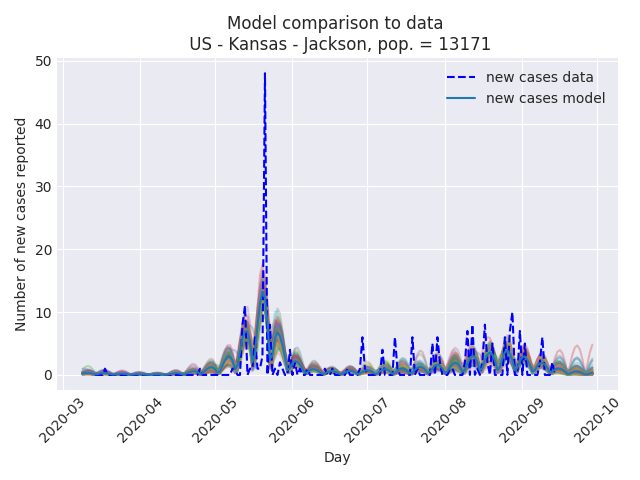 Model comparison to data
US - Kansas - Jackson, pop. = 13171
50
40
30
20
10
0
Number of new cases reported
new cases data
new cases model
2020-03
2020-04
2020-05
2020-06
2020-07
2020-08
2020-09
2020-10
Day